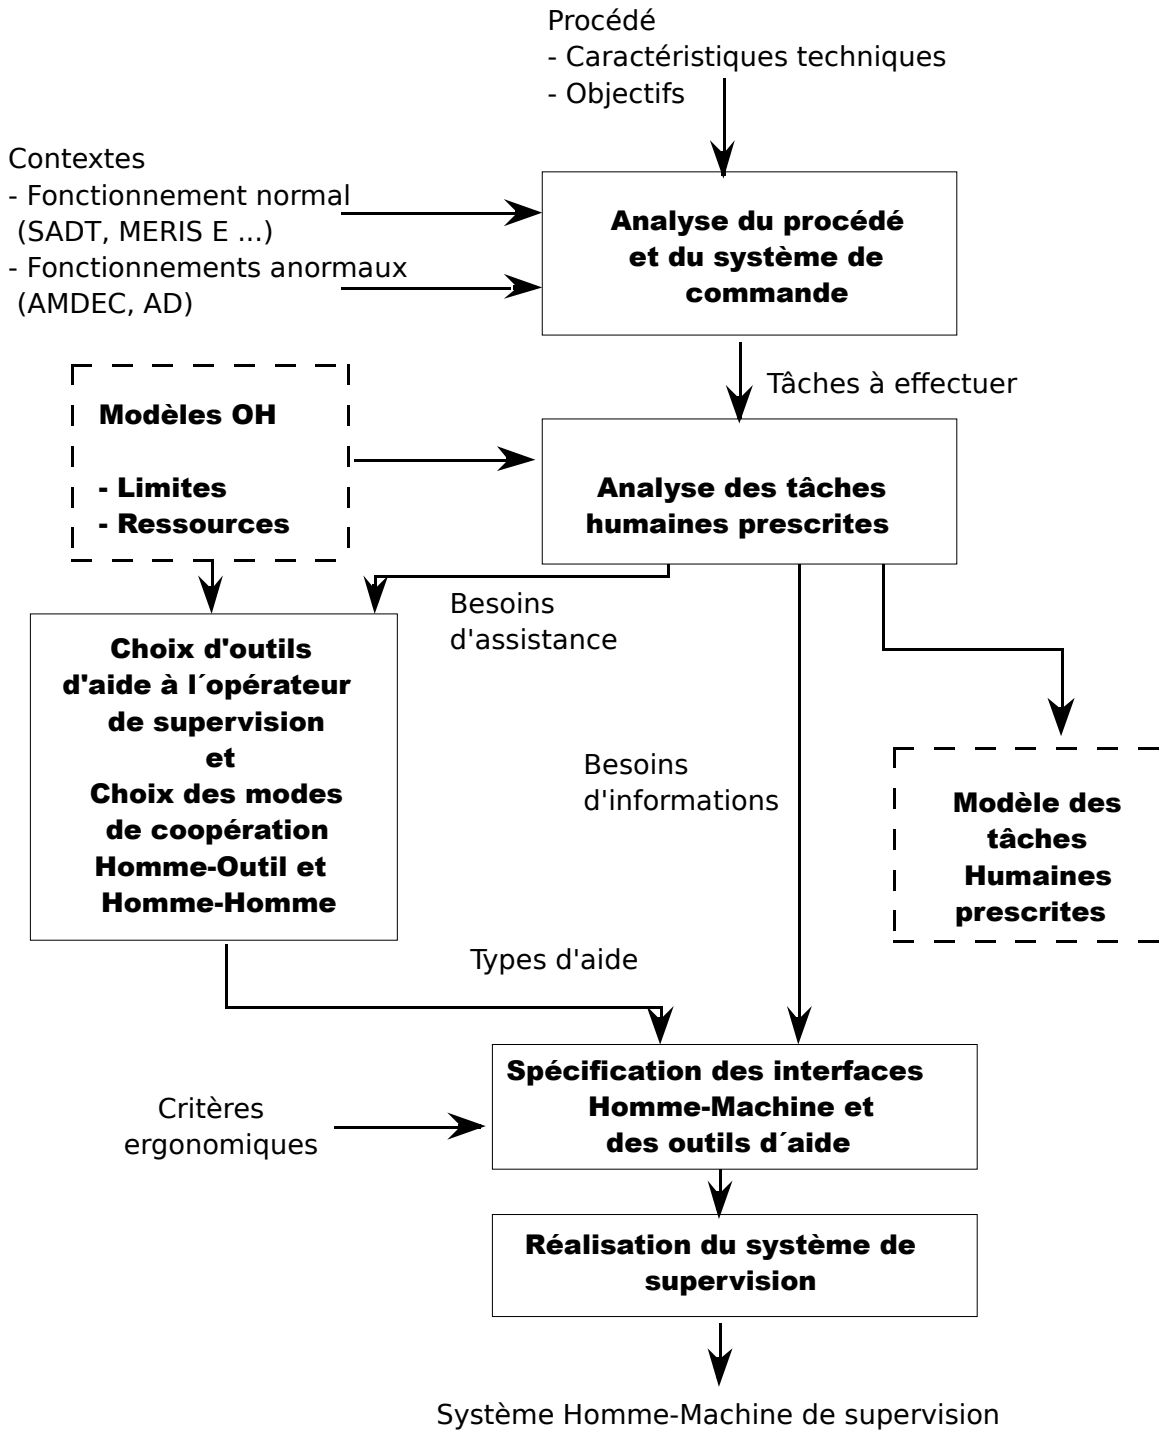 Procédé
- Caractéristiques techniques
- Objectifs
Contextes
- Fonctionnement normal
(SADT, MERIS E ...)
- Fonctionnements anormaux
(AMDEC, AD)
Analyse du procédé
et du système de
commande
Tâches à effectuer
Modèles OH
- Limites
- Ressources
Analyse des tâches
humaines prescrites
Besoins
d'assistance
Choix d'outils
d'aide à l´opérateur
de supervision
et
Choix des modes
de coopération
Homme-Outil et
Homme-Homme
Besoins
d'informations
Modèle des
tâches
Humaines
prescrites
Types d'aide
Spécification des interfaces
Homme-Machine et
des outils d´aide
Critères
ergonomiques
Réalisation du système de
supervision
Système Homme-Machine de supervision